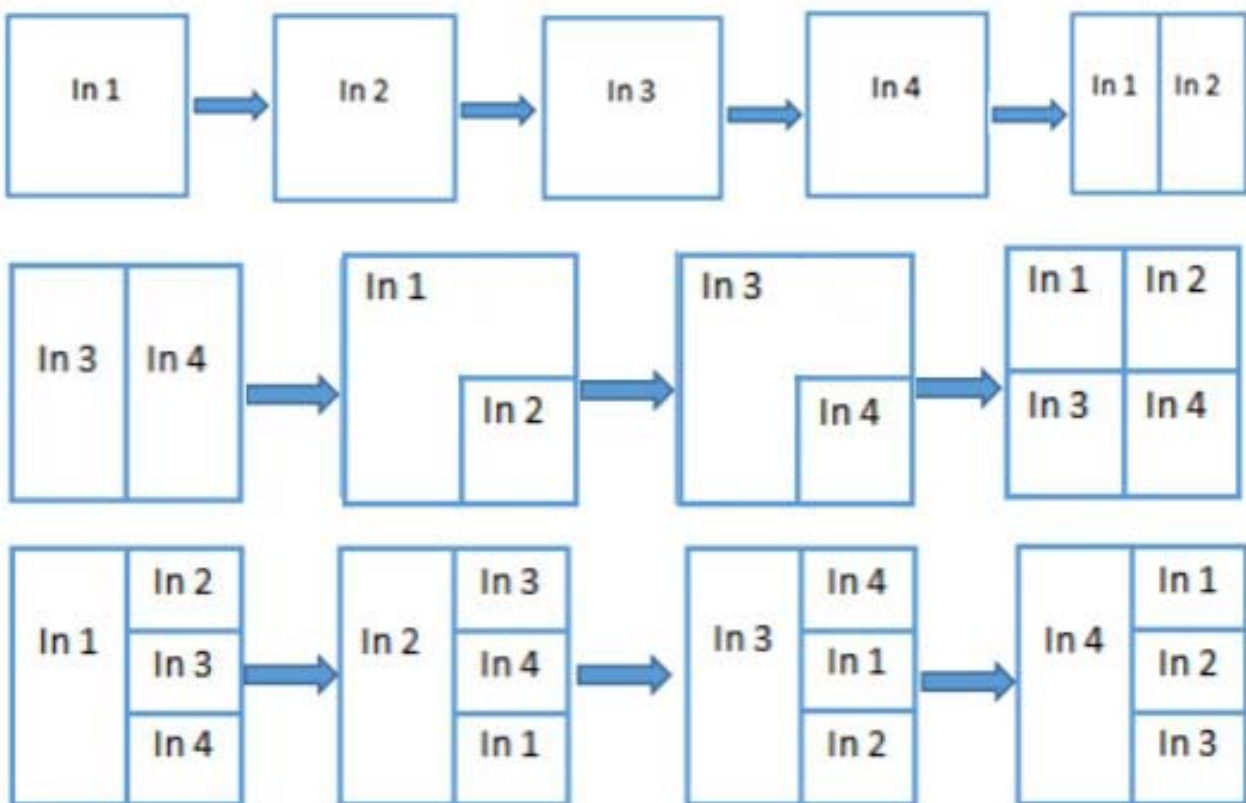 In 1 In 2 In 3 In 4 In 1 In 2
In 1 In 3 In 1 In 2
In 3 In 4
In 2 In 4 In 3 In 4
In 2 In 3 In 4 In 1
In 1 In 3 In 2 In 4 In 3 In 1 In 4 In 2
In 4 In 1 In 2 In 3